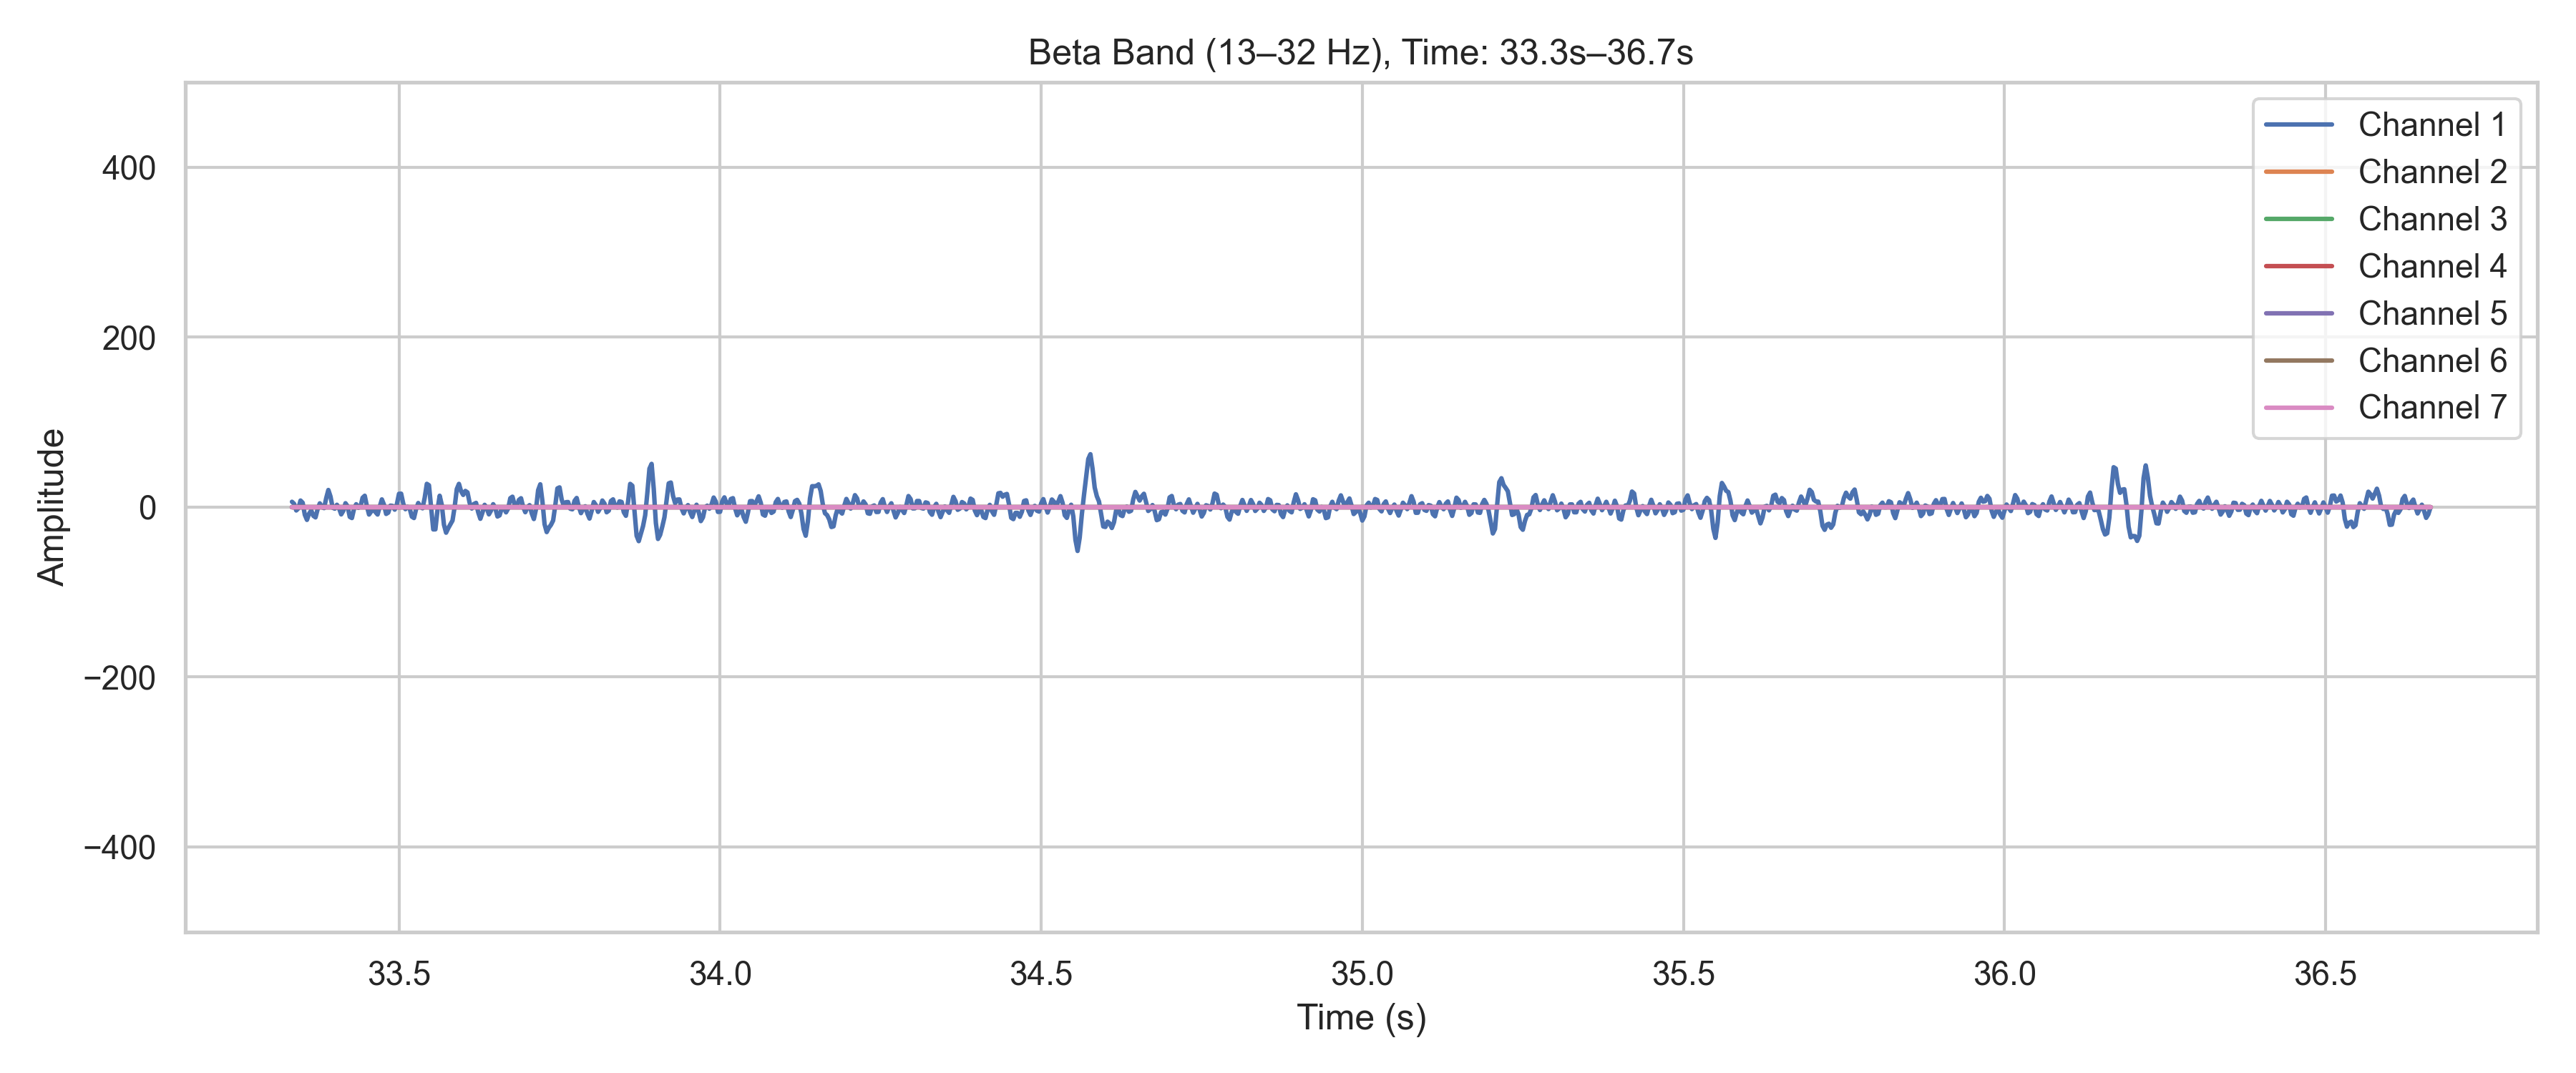 Beta Band (13–32 Hz), Time: 33.3s–36.7s
Channel 1
Channel 2
Channel 3
Channel 4
Channel 5
Channel 6
Channel 7
400
200
0
−200
−400
Amplitude
33.5 34.0 34.5 35.0 35.5 36.0 36.5
Time (s)